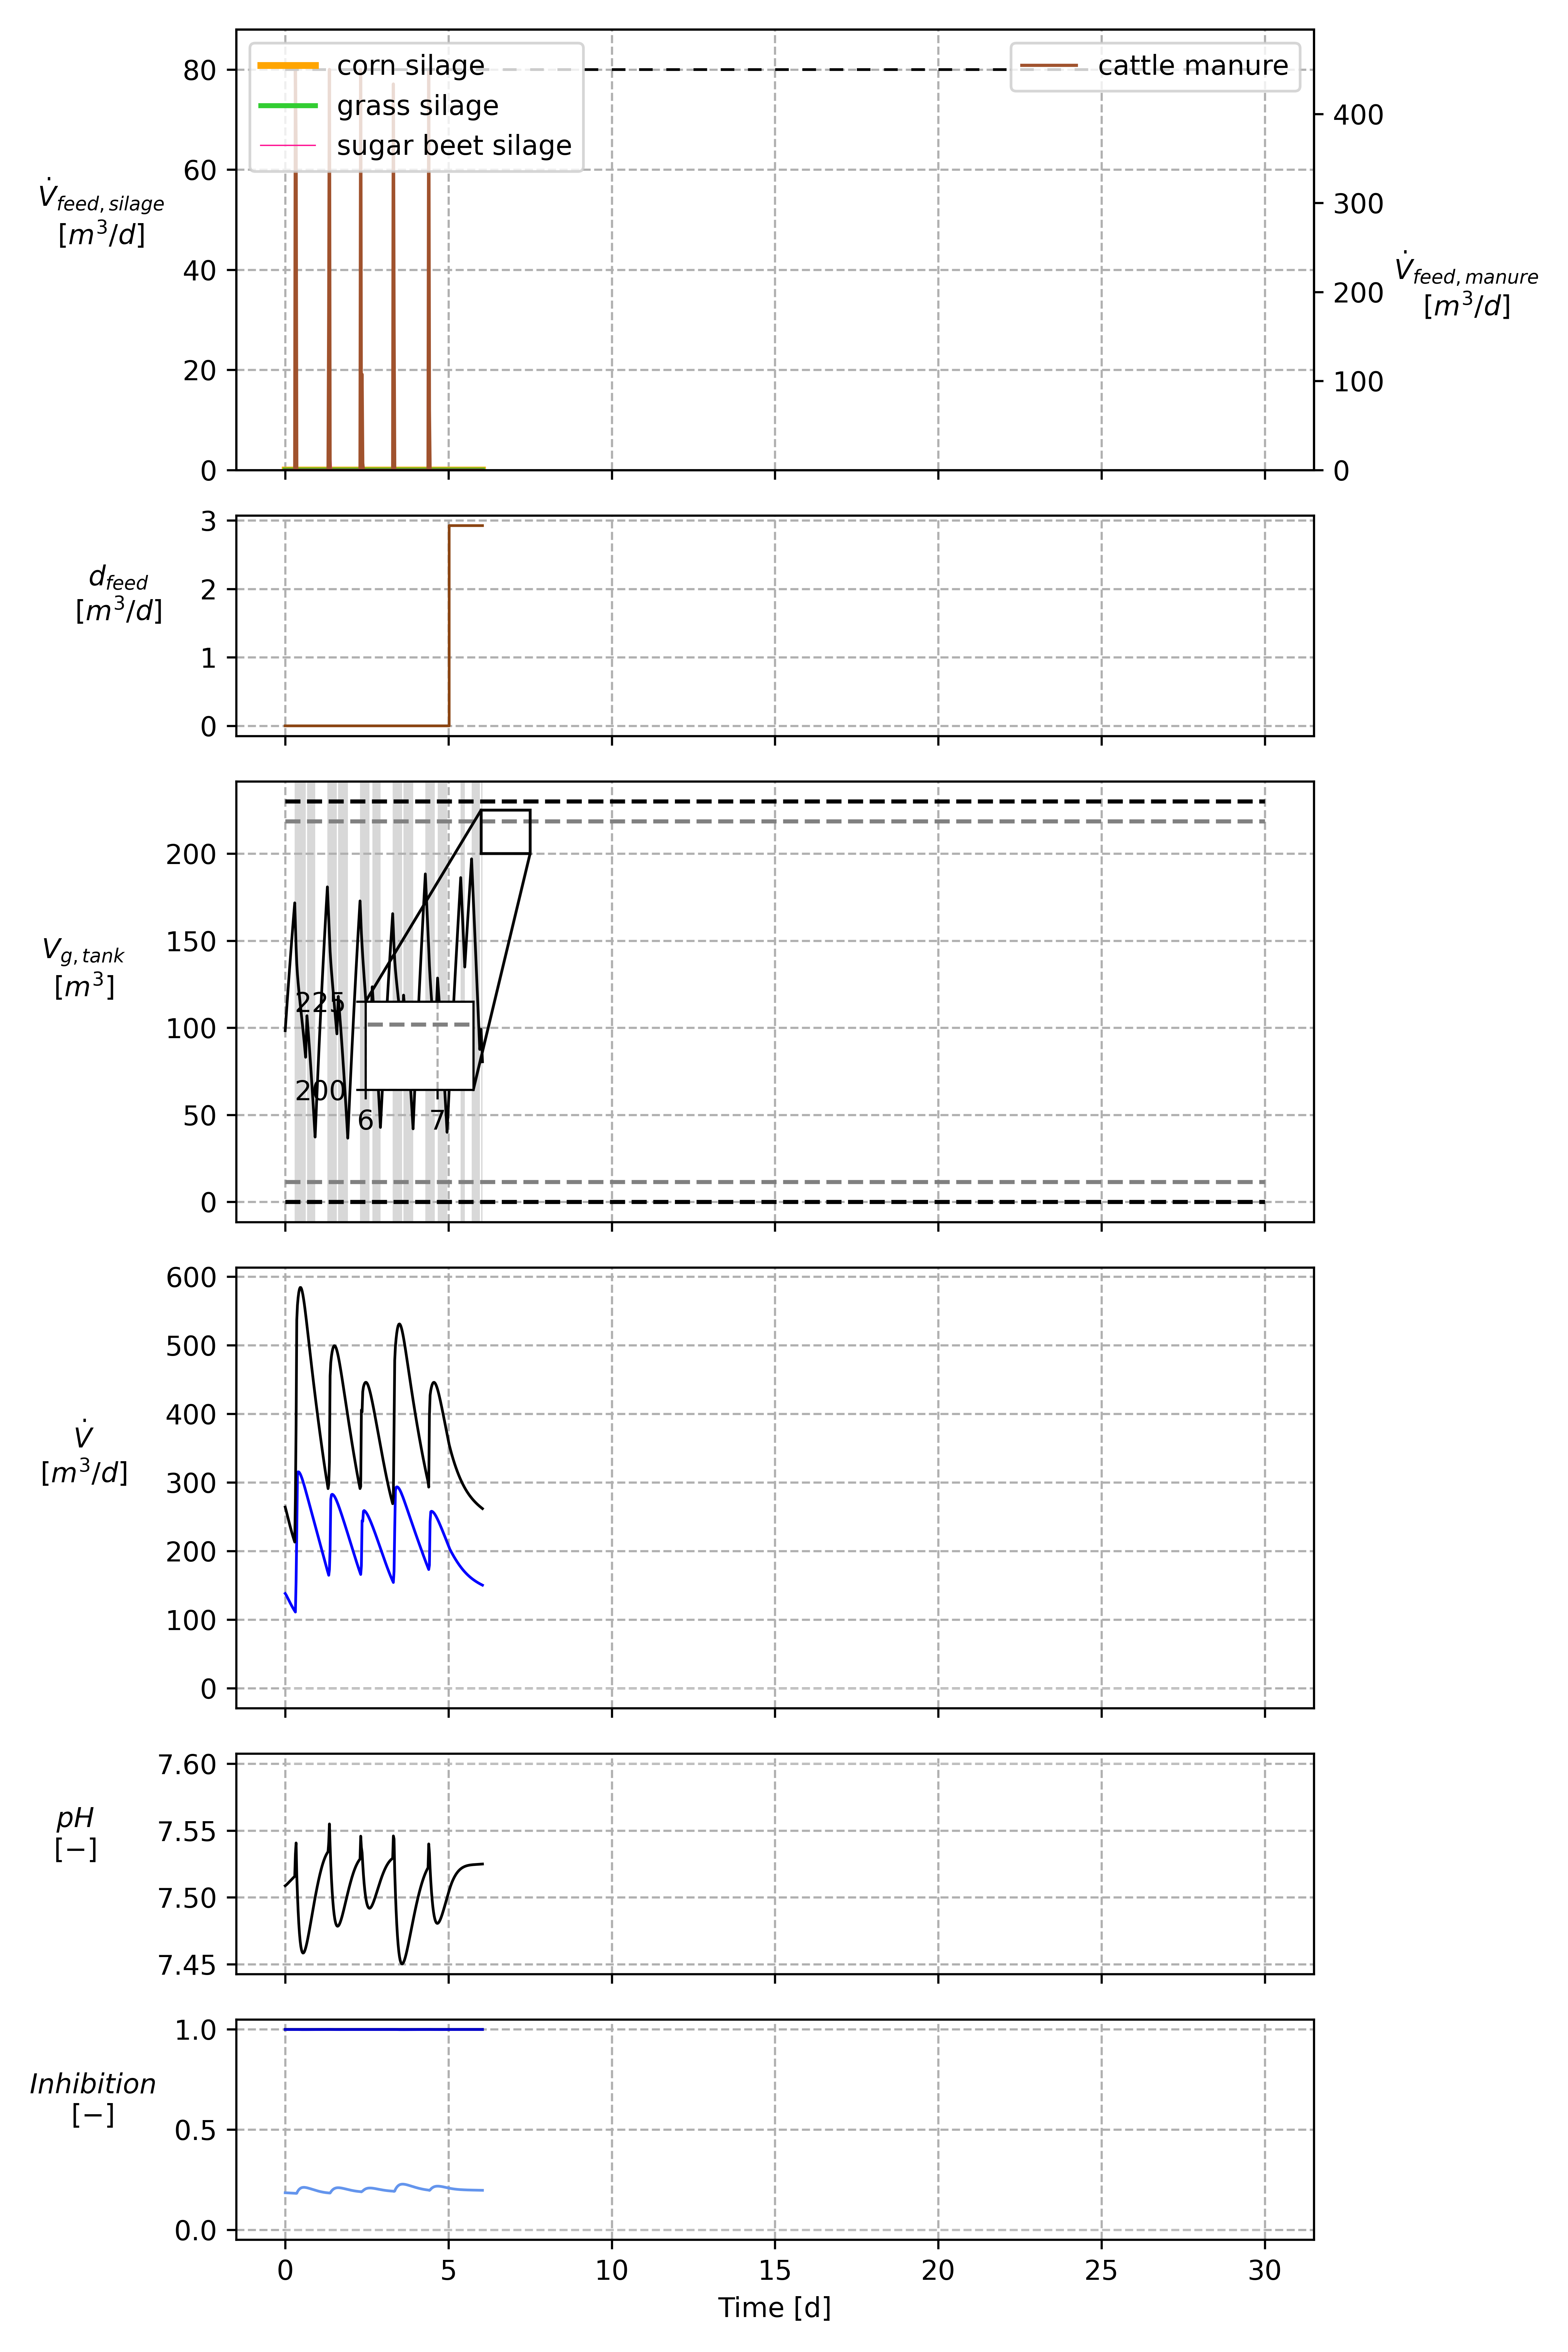 corn silage
grass silage
sugar beet silage
cattle manure
80
60
40
20
0
400
300
200
100
0
V̇feed, silage
[m³/d]
V̇feed, manure
[m³/d]
3
2
1
0
dfeed
[m³/d]
200
150
100
50
0
Vg, tank
[m³]
225
200
6
7
600
500
400
300
200
100
0
V̇
[m³/d]
7.60
7.55
7.50
7.45
pH
[−]
1.0
0.5
0.0
Inhibition
[−]
0
5
10
15
20
25
30
Time [d]